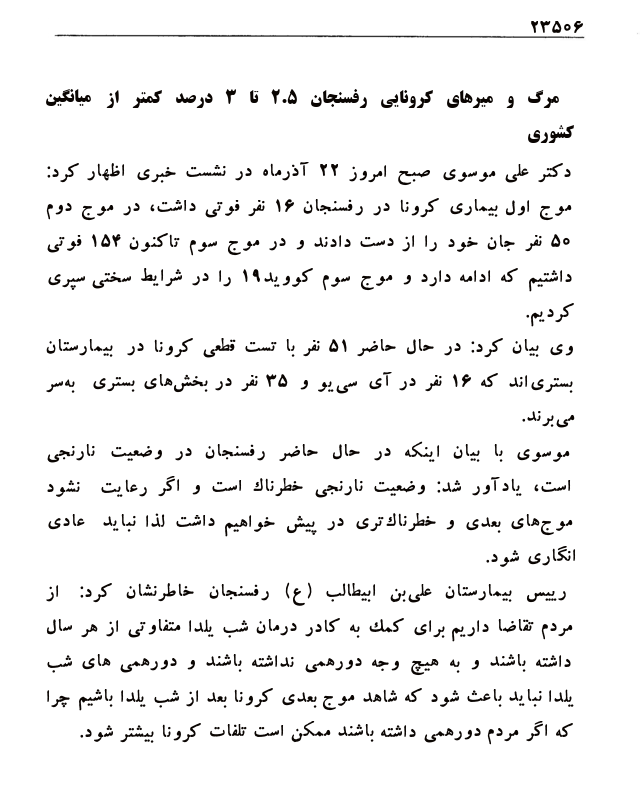 ۲۳۵۰۶
مرگ و میرهای کرونایی رفسنجان ۲.۵ تا ۳ درصد کمتر از میانگین
کشوری
دکتر علی موسوی صبح امروز ۲۲ آذرماه در نشست خبری اظهار کرد:
موج اول بیماری کرونا در رفسنجان ۱۶ نفر فوتی داشت، در موج دوم
۵۰ نفر جان خود را از دست دادند و در موج سوم تاکنون ۱۵۴ فوتی
داشتیم که ادامه دارد و موج سوم کووید۱۹ را در شرایط سختی سپری
کردیم.
وی بیان کرد: در حال حاضر ۵۱ نفر با تست قطعی کرونا در بیمارستان
بستری‌اند که ۱۶ نفر در آی سی‌یو و ۳۵ نفر در بخش‌های بستری به‌سر
می‌برند.
موسوی با بیان اینکه در حال حاضر رفسنجان در وضعیت نارنجی
است، یادآور شد: وضعیت نارنجی خطرناك است و اگر رعایت نشود
موج‌های بعدی و خطرناك‌تری در پیش خواهیم داشت لذا نباید عادی
انگاری شود.
رییس بیمارستان علی‌بن ابیطالب (ع) رفسنجان خاطرنشان کرد: از
مردم تقاضا داریم برای کمك به کادر درمان شب یلدا متفاوتی از هر سال
داشته باشند و به هیچ وجه دورهمی نداشته باشند و دورهمی های شب
یلدا نباید باعث شود که شاهد موج بعدی کرونا بعد از شب یلدا باشیم چرا
که اگر مردم دورهمی داشته باشند ممکن است تلفات کرونا بیشتر شود.